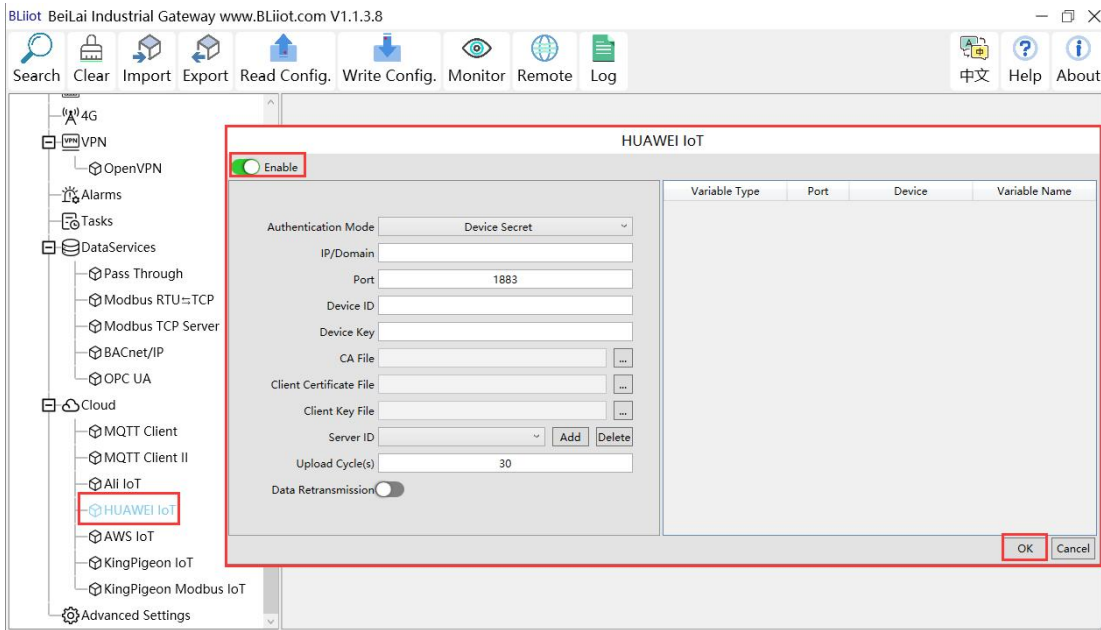 BLiiot BeiLai Industrial Gateway www.BLiiot.com V1.1.3.8
Search Clear Import Export Read Config. Write Config. Monitor Remote Log 中文 Help About
4G
VPN VPN
OpenVPN
Alarms
Tasks
DataServices
Pass Through
Modbus RTU⇆TCP
Modbus TCP Server
BACnet/IP
OPC UA
Cloud
MQTT Client
MQTT Client II
Ali IoT
HUAWEI IoT
AWS IoT
KingPigeon IoT
KingPigeon Modbus IoT
Advanced Settings
HUAWEI IoT
Enable
Authentication Mode Device Secret
IP/Domain
Port 1883
Device ID
Device Key
CA File ...
Client Certificate File ...
Client Key File ...
Server ID Add Delete
Upload Cycle(s) 30
Data Retransmission
Variable Type Port Device Variable Name
OK Cancel